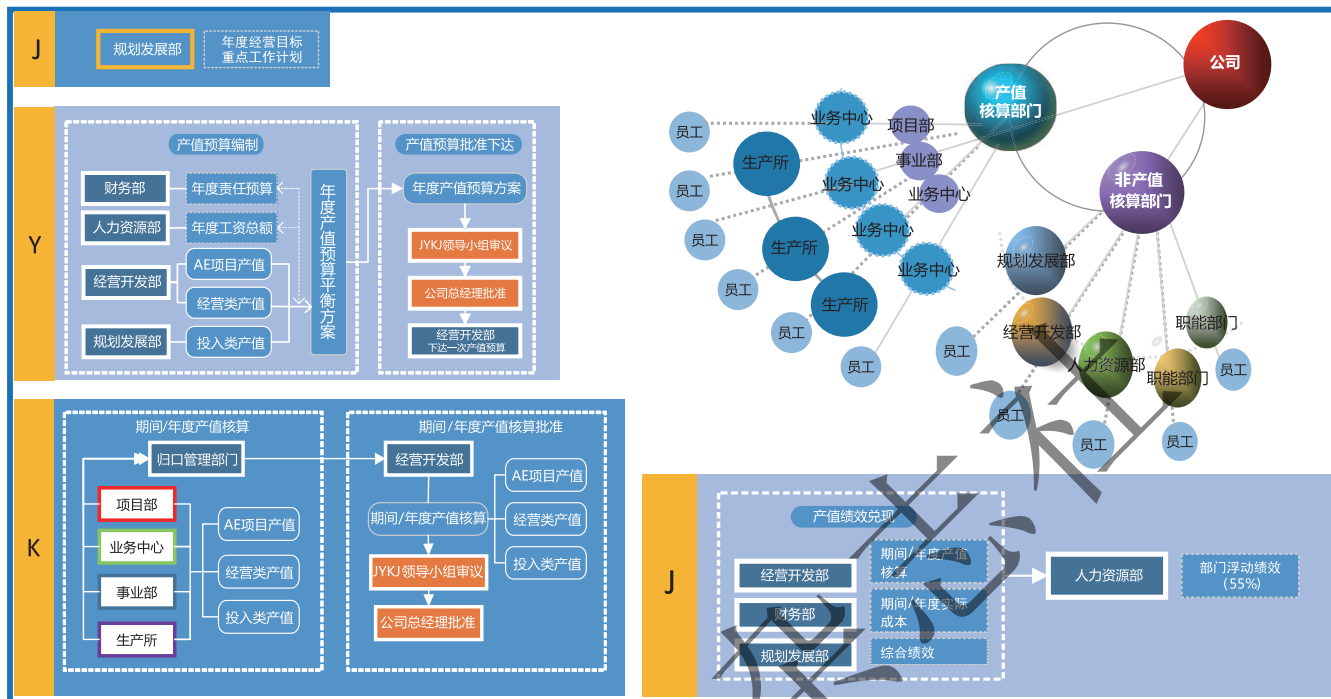 J
规划发展部
年度经营目标
重点工作计划
Y
产值预算编制
财务部
年度责任预算
人力资源部
年度工资总额
经营开发部
AE项目产值
经营类产值
规划发展部
投入类产值
年度产值预算平衡方案
产值预算批准下达
年度产值预算方案
JYKJ领导小组审议
公司总经理批准
经营开发部
下达一次产值预算
K
期间/年度产值核算
归口管理部门
项目部
业务中心
事业部
生产所
AE项目产值
经营类产值
投入类产值
期间/年度产值核算批准
经营开发部
期间/年度产值核算
AE项目产值
经营类产值
投入类产值
JYKJ领导小组审议
公司总经理批准
公司
产值
核算部门
非产值
核算部门
项目部
事业部
业务中心
业务中心
业务中心
业务中心
业务中心
生产所
生产所
生产所
员工
员工
员工
员工
员工
员工
规划发展部
经营开发部
人力资源部
职能部门
职能部门
员工
员工
员工
员工
员工
J
产值绩效兑现
经营开发部
期间/年度产值
核算
财务部
期间/年度实际
成本
规划发展部
综合绩效
人力资源部
部门浮动绩效
（55%）